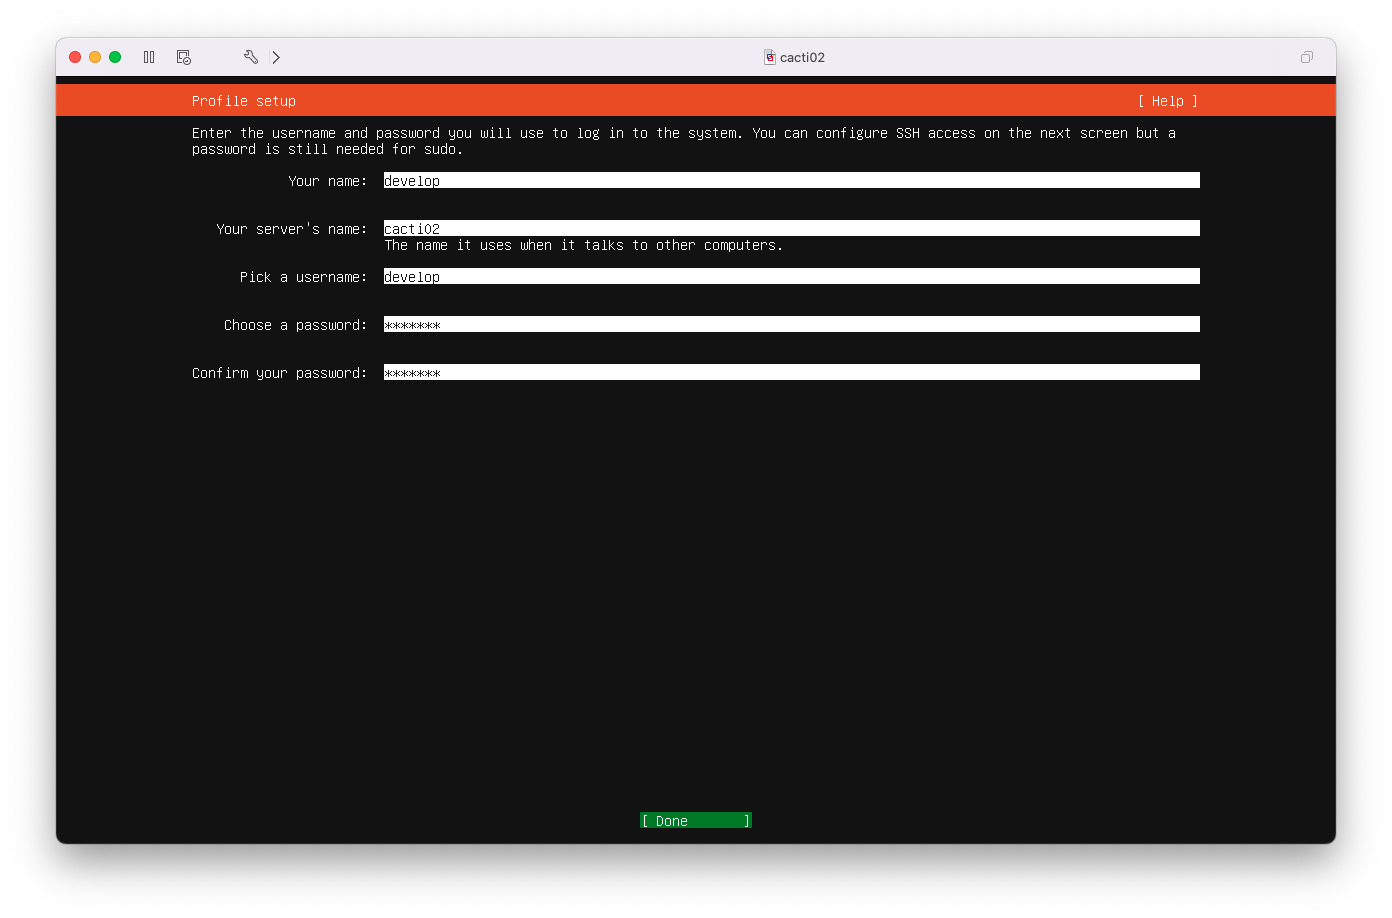 cacti02
Profile setup [ Help ]
Enter the username and password you will use to log in to the system. You can configure SSH access on the next screen but a
password is still needed for sudo.
Your name: develop
Your server's name: cacti02
The name it uses when it talks to other computers.
Pick a username: develop
Choose a password: *******
Confirm your password: *******
[ Done ]